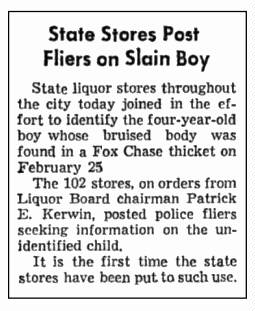 State Stores Post
Fliers on Slain Boy
State liquor stores throughout
the city today joined in the ef-
fort to identify the four-year-old
boy whose bruised body was
found in a Fox Chase thicket on
February 25
The 102 stores, on orders from
Liquor Board chairman Patrick
E. Kerwin, posted police fliers
seeking information on the un-
identified child.
It is the first time the state
stores have been put to such use.